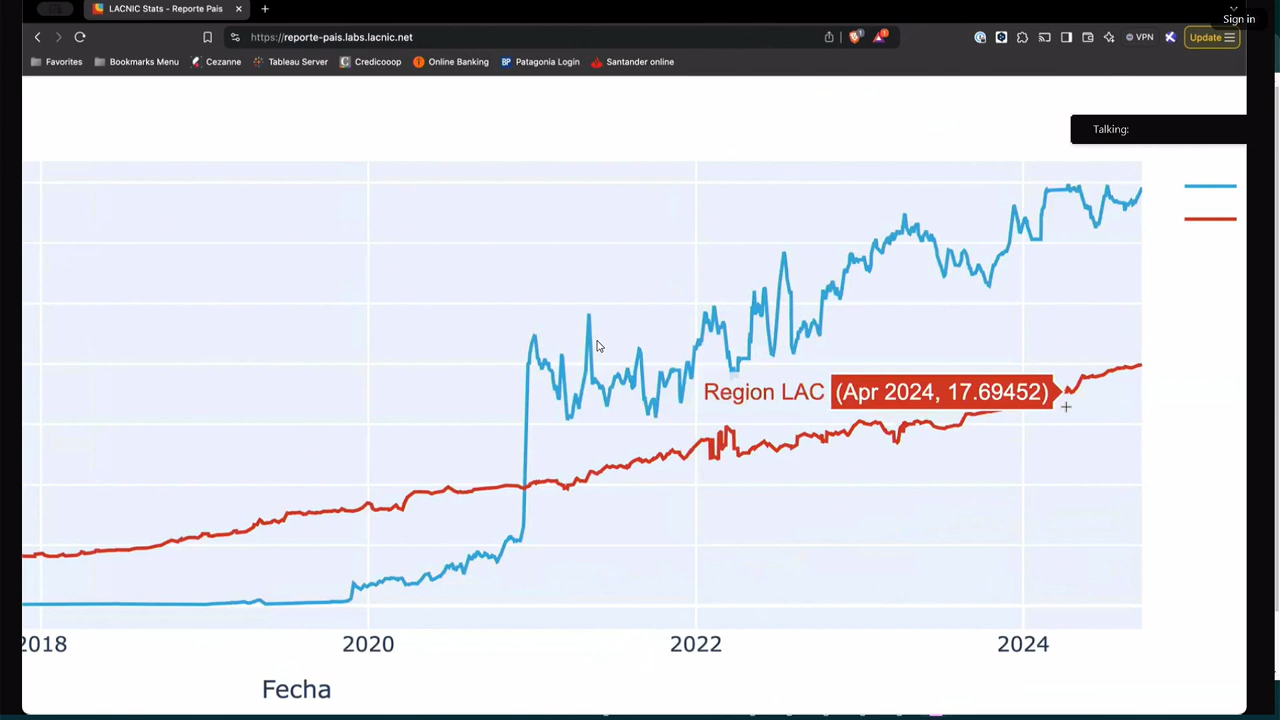 LACNIC Stats - Reporte Pais
Sign in
https://reporte-pais.labs.lacnic.net
VPN
Update
Favorites
Bookmarks Menu
Cezanne
Tableau Server
Credicooop
Online Banking
Patagonia Login
Santander online
Talking:
Region LAC (Apr 2024, 17.69452)
2018
2020
2022
2024
Fecha